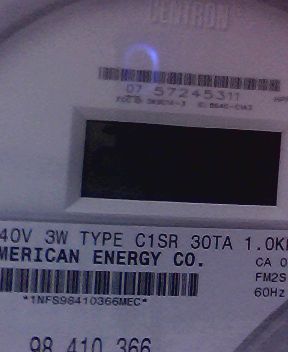 CENTRON
07 57245311
40V 3W TYPE C1SR 30TA 1.0K
MERICAN ENERGY CO.
CA 0
FM2S
*1NFS98410366MEC*
60Hz
98 410 366